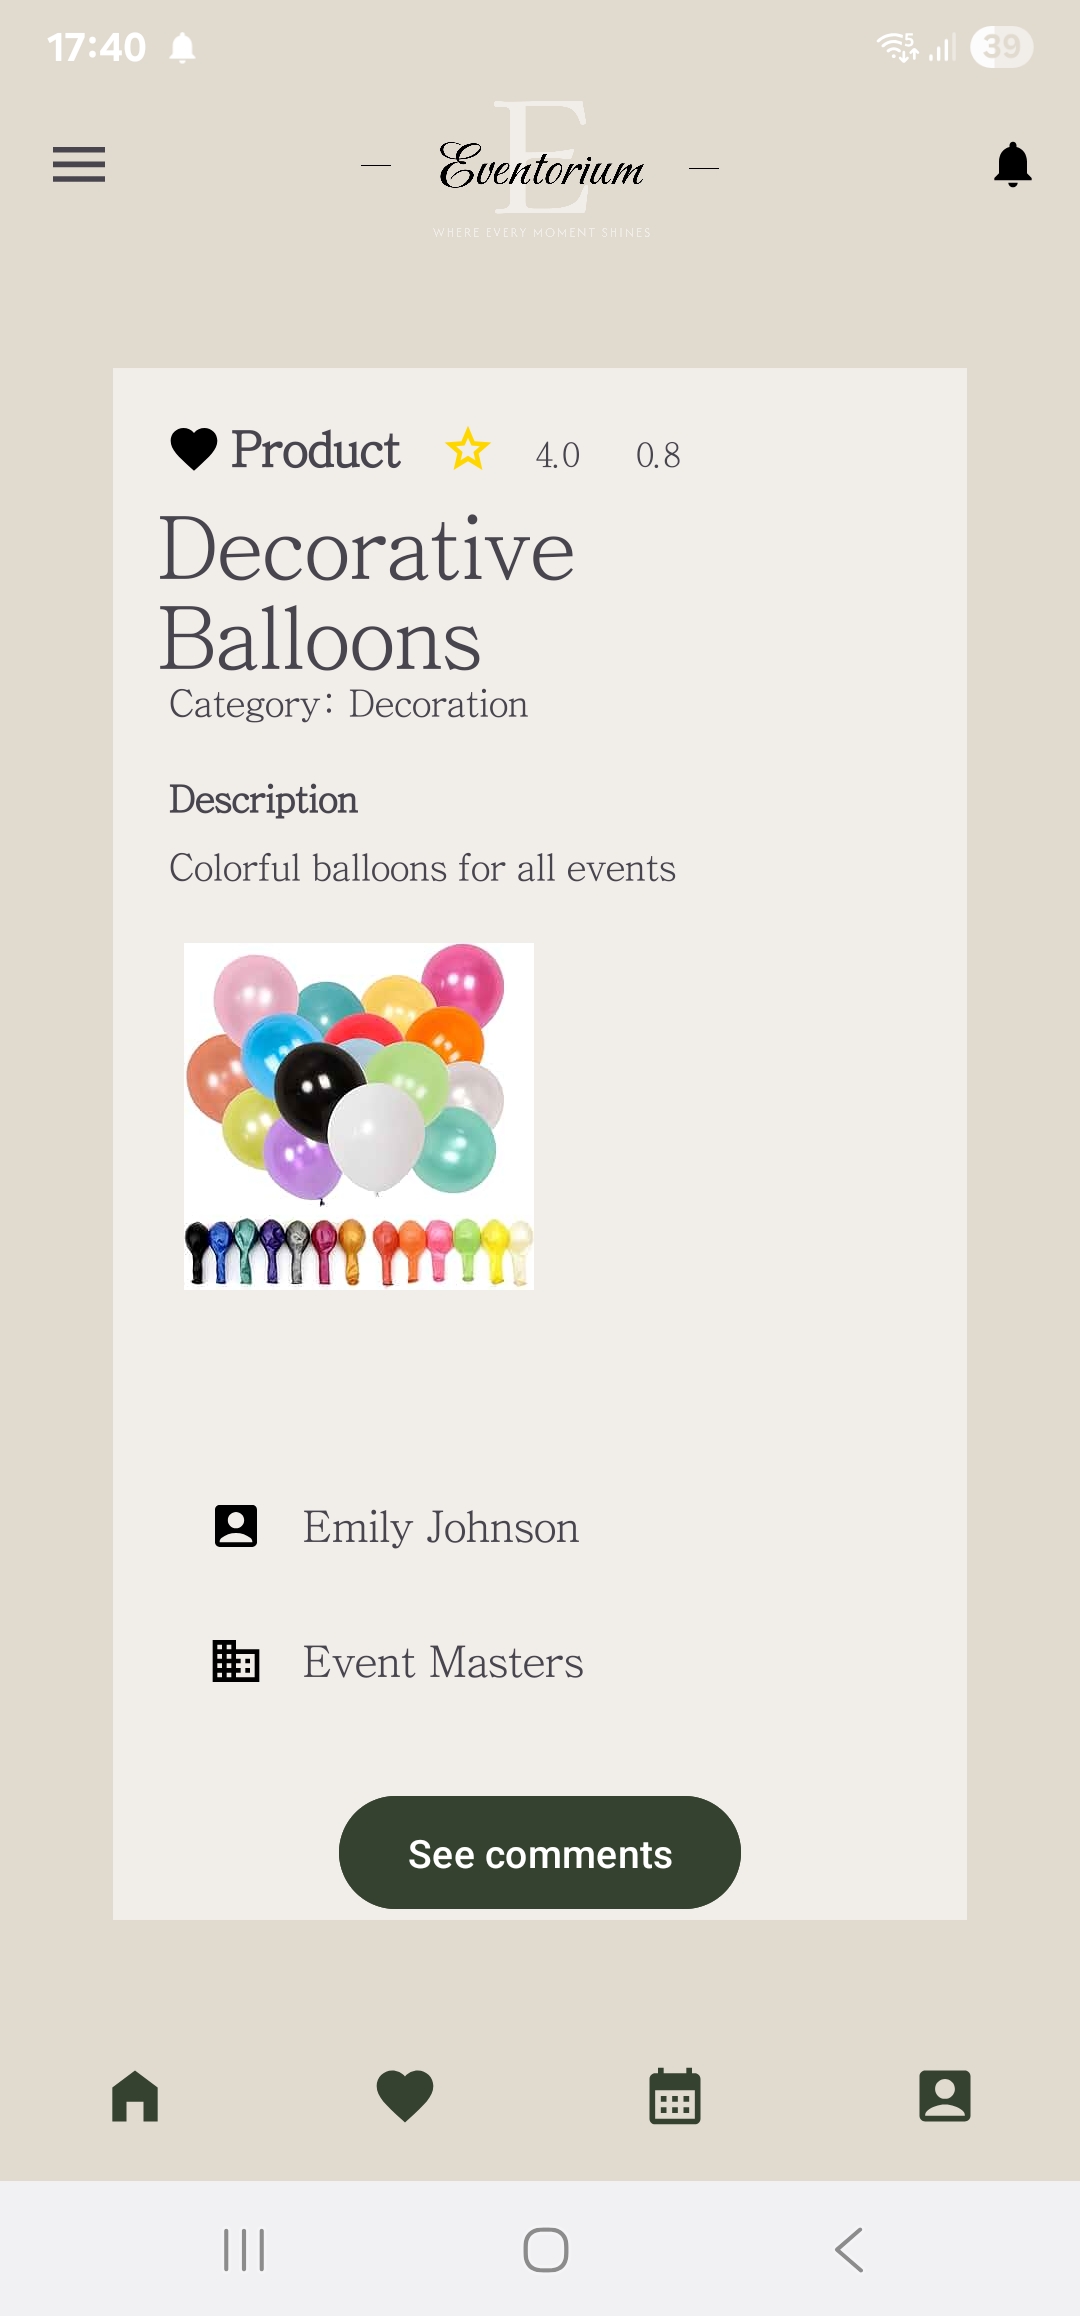 17:40
5
39
E
Eventorium
WHERE EVERY MOMENT SHINES
Product 4.0 0.8
Decorative
Balloons
Category: Decoration
Description
Colorful balloons for all events
Emily Johnson
Event Masters
See comments